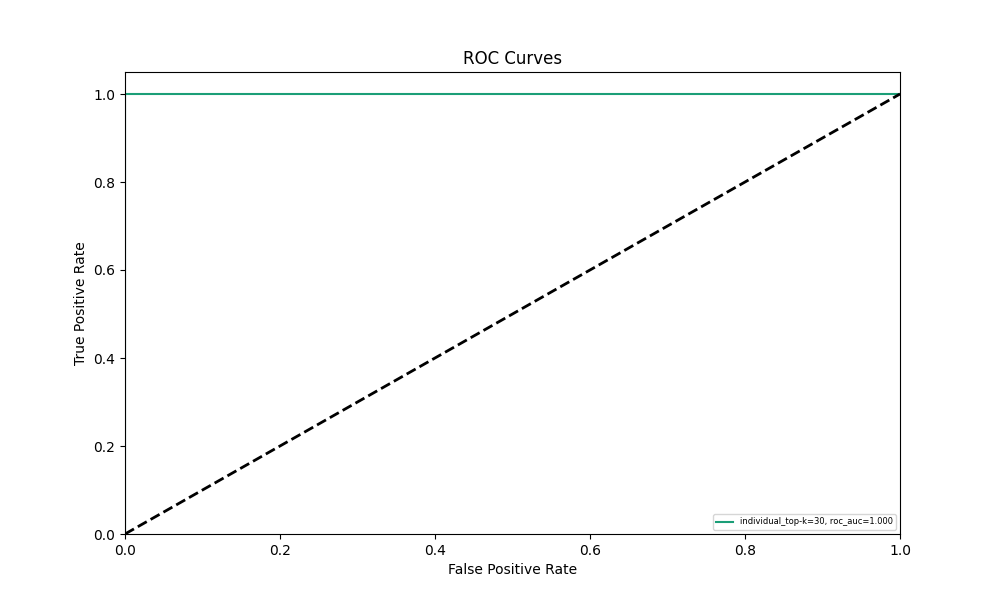 ROC Curves
True Positive Rate
1.0
0.8
0.6
0.4
0.2
0.0
0.0 0.2 0.4 0.6 0.8 1.0
False Positive Rate
individual_top-k=30, roc_auc=1.000